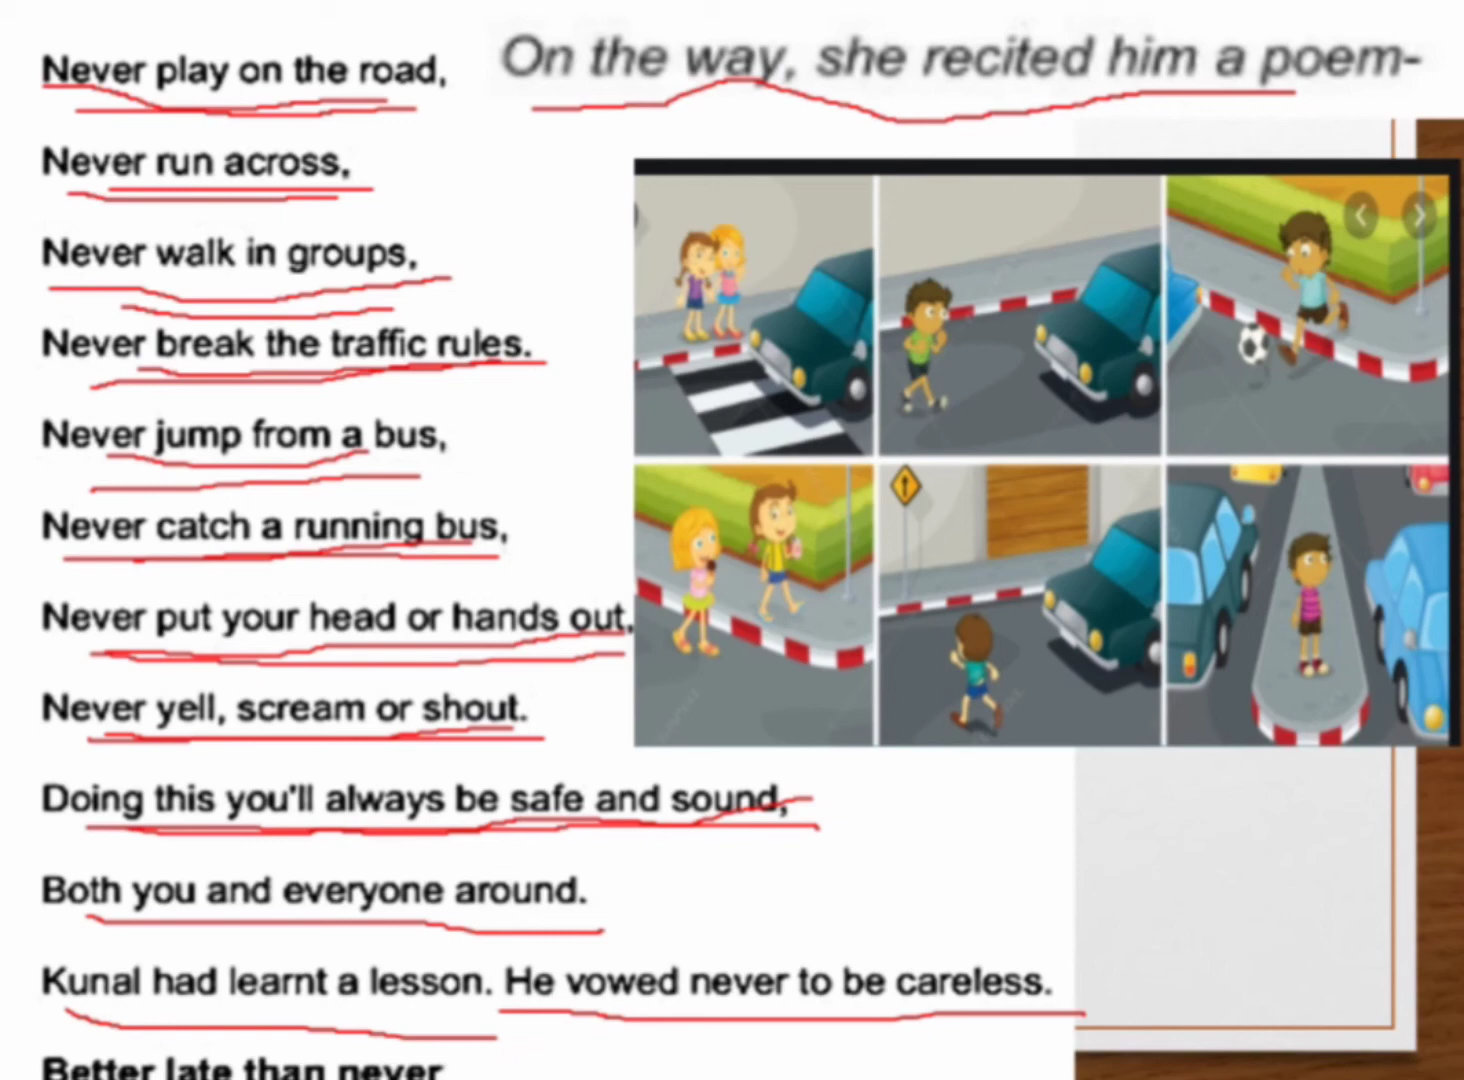 On the way, she recited him a poem-
Never play on the road,
Never run across,
Never walk in groups,
Never break the traffic rules.
Never jump from a bus,
Never catch a running bus,
Never put your head or hands out.
Never yell, scream or shout.
Doing this you'll always be safe and sound,
Both you and everyone around.
Kunal had learnt a lesson. He vowed never to be careless.
Better late than never